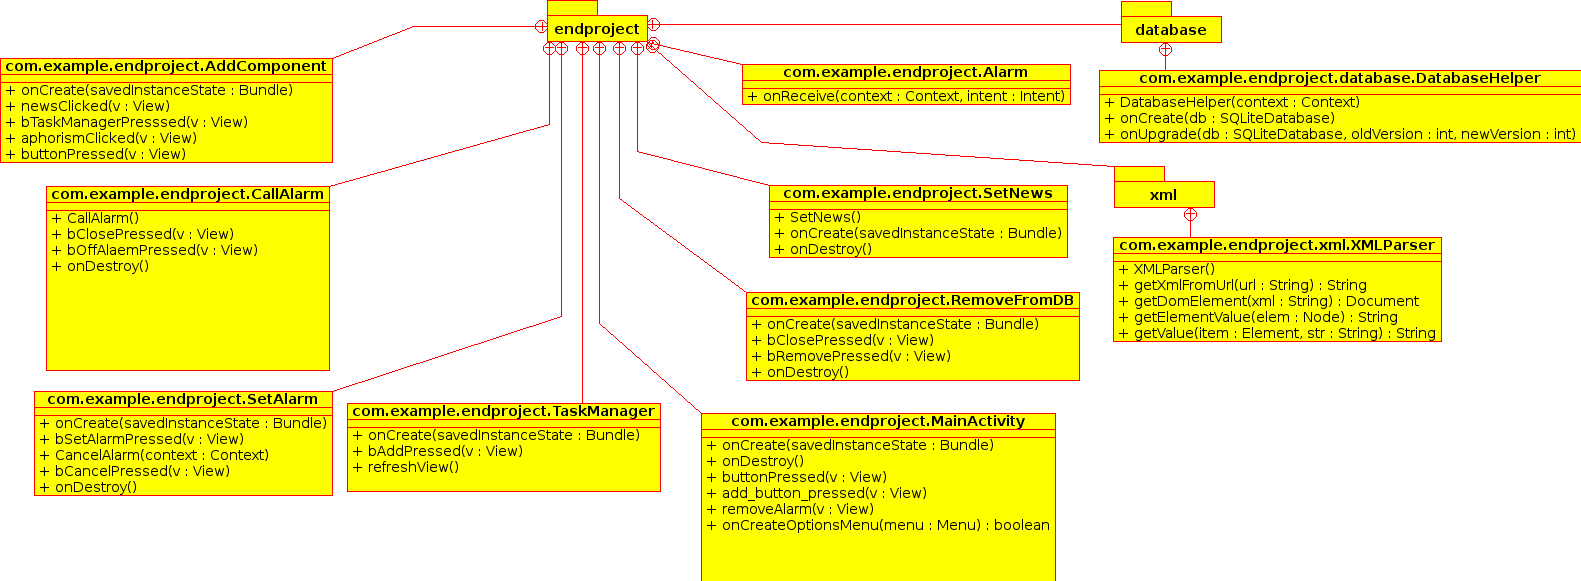 endproject
database
com.example.endproject.AddComponent
+ onCreate(savedInstanceState : Bundle)
+ newsClicked(v : View)
+ bTaskManagerPresssed(v : View)
+ aphorismClicked(v : View)
+ buttonPressed(v : View)
com.example.endproject.Alarm
+ onReceive(context : Context, intent : Intent)
com.example.endproject.database.DatabaseHelper
+ DatabaseHelper(context : Context)
+ onCreate(db : SQLiteDatabase)
+ onUpgrade(db : SQLiteDatabase, oldVersion : int, newVersion : int)
com.example.endproject.CallAlarm
+ CallAlarm()
+ bClosePressed(v : View)
+ bOffAlaemPressed(v : View)
+ onDestroy()
com.example.endproject.SetNews
+ SetNews()
+ onCreate(savedInstanceState : Bundle)
+ onDestroy()
xml
com.example.endproject.xml.XMLParser
+ XMLParser()
+ getXmlFromUrl(url : String) : String
+ getDomElement(xml : String) : Document
+ getElementValue(elem : Node) : String
+ getValue(item : Element, str : String) : String
com.example.endproject.RemoveFromDB
+ onCreate(savedInstanceState : Bundle)
+ bClosePressed(v : View)
+ bRemovePressed(v : View)
+ onDestroy()
com.example.endproject.SetAlarm
+ onCreate(savedInstanceState : Bundle)
+ bSetAlarmPressed(v : View)
+ CancelAlarm(context : Context)
+ bCancelPressed(v : View)
+ onDestroy()
com.example.endproject.TaskManager
+ onCreate(savedInstanceState : Bundle)
+ bAddPressed(v : View)
+ refreshView()
com.example.endproject.MainActivity
+ onCreate(savedInstanceState : Bundle)
+ onDestroy()
+ buttonPressed(v : View)
+ add_button_pressed(v : View)
+ removeAlarm(v : View)
+ onCreateOptionsMenu(menu : Menu) : boolean